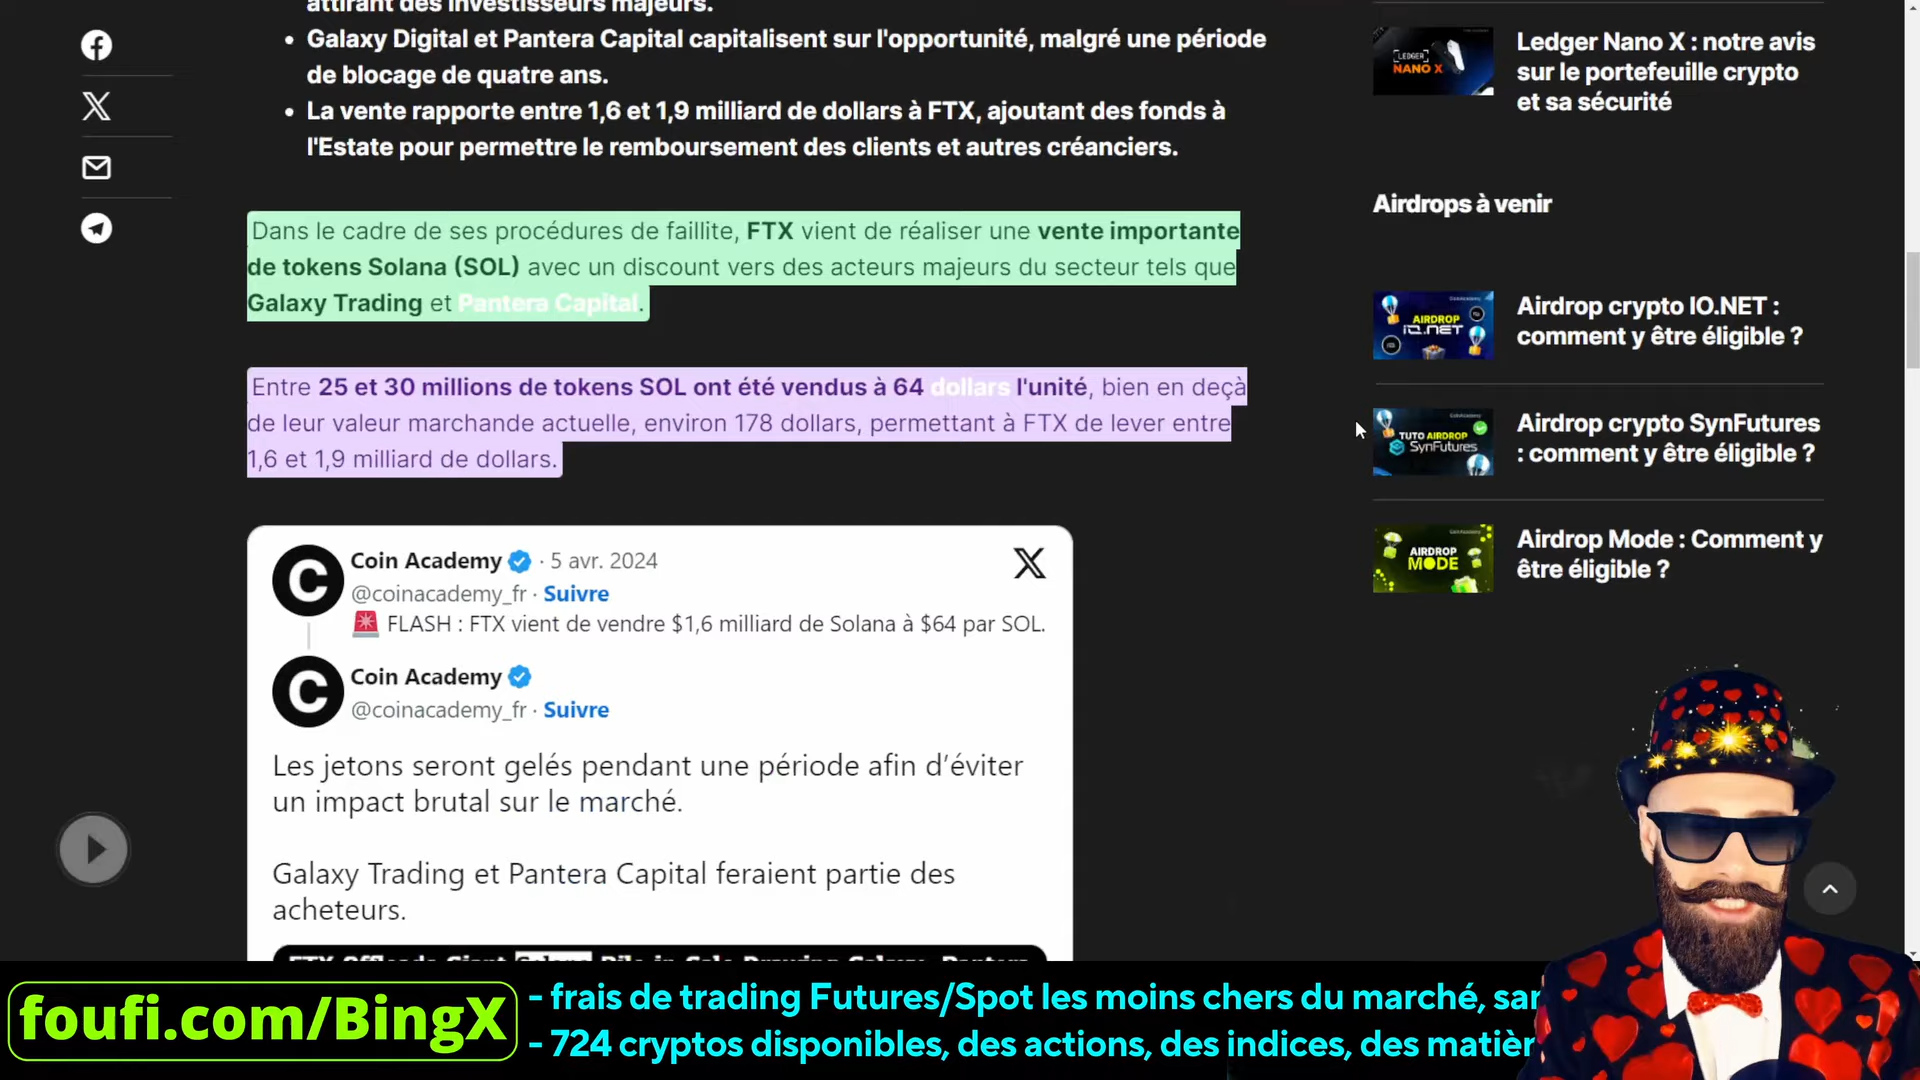 attirant des investisseurs majeurs.
• Galaxy Digital et Pantera Capital capitalisent sur l'opportunité, malgré une période
de blocage de quatre ans.
• La vente rapporte entre 1,6 et 1,9 milliard de dollars à FTX, ajoutant des fonds à
l'Estate pour permettre le remboursement des clients et autres créanciers.
Dans le cadre de ses procédures de faillite, FTX vient de réaliser une vente importante
de tokens Solana (SOL) avec un discount vers des acteurs majeurs du secteur tels que
Galaxy Trading et Pantera Capital.
Entre 25 et 30 millions de tokens SOL ont été vendus à 64 dollars l'unité, bien en deçà
de leur valeur marchande actuelle, environ 178 dollars, permettant à FTX de lever entre
1,6 et 1,9 milliard de dollars.
Coin Academy · 5 avr. 2024
@coinacademy_fr · Suivre
🚨 FLASH : FTX vient de vendre $1,6 milliard de Solana à $64 par SOL.
Coin Academy
@coinacademy_fr · Suivre
Les jetons seront gelés pendant une période afin d'éviter
un impact brutal sur le marché.
Galaxy Trading et Pantera Capital feraient partie des
acheteurs.
LEDGER
NANO X
Ledger Nano X : notre avis
sur le portefeuille crypto
et sa sécurité
Airdrops à venir
AIRDROP
IO.NET
Airdrop crypto IO.NET :
comment y être éligible ?
TUTO AIRDROP
SynFutures
Airdrop crypto SynFutures
: comment y être éligible ?
AIRDROP
MODE
Airdrop Mode : Comment y
être éligible ?
foufi.com/BingX
- frais de trading Futures/Spot les moins chers du marché,
- 724 cryptos disponibles, des actions, des indices, des